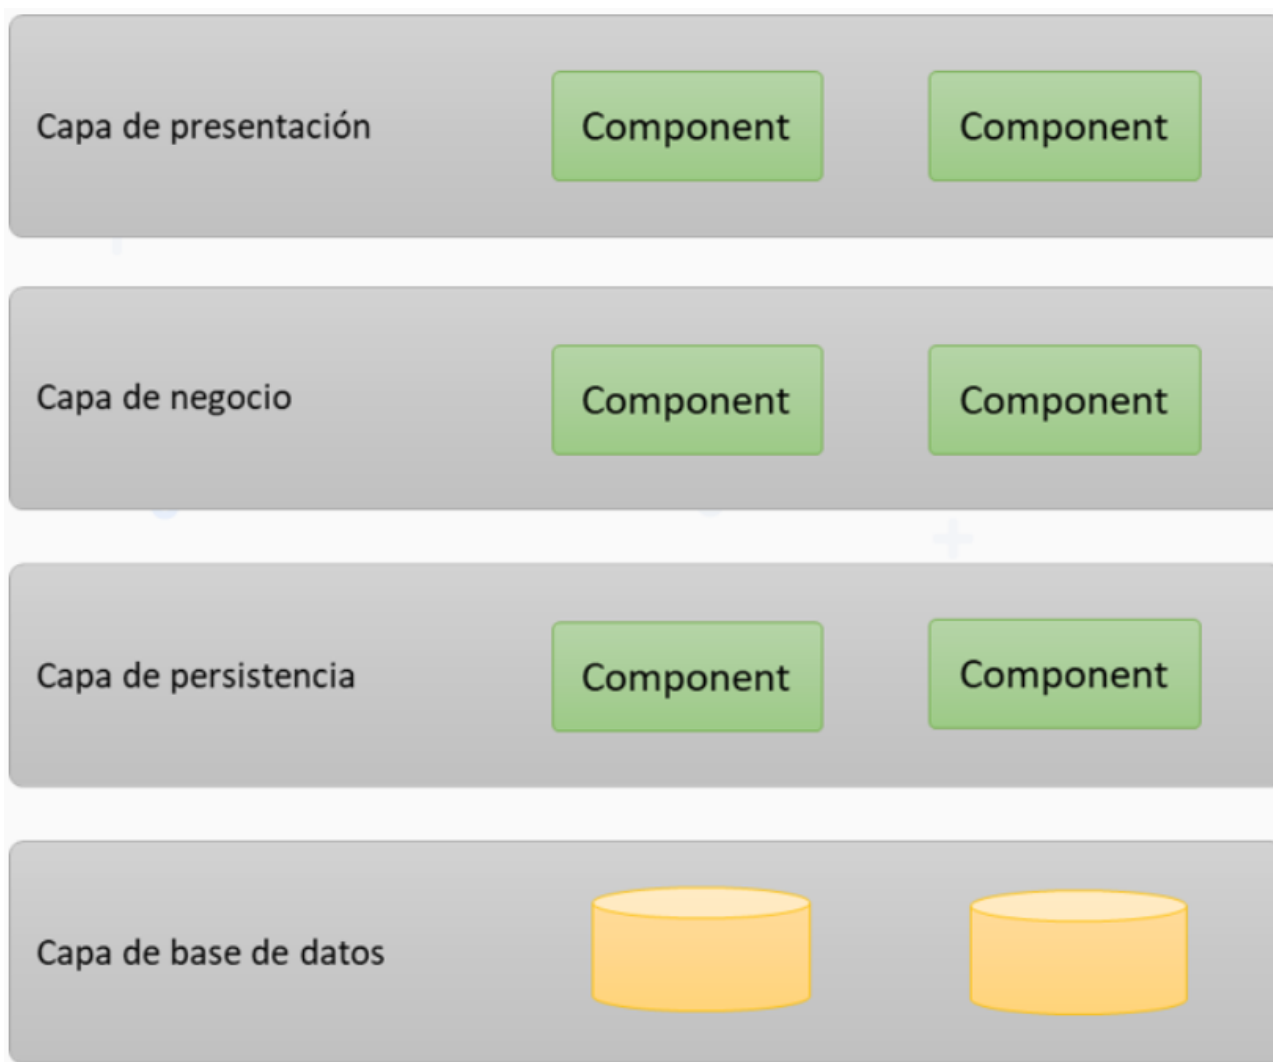 Capa de presentación
Component
Component
Capa de negocio
Component
Component
Capa de persistencia
Component
Component
Capa de base de datos